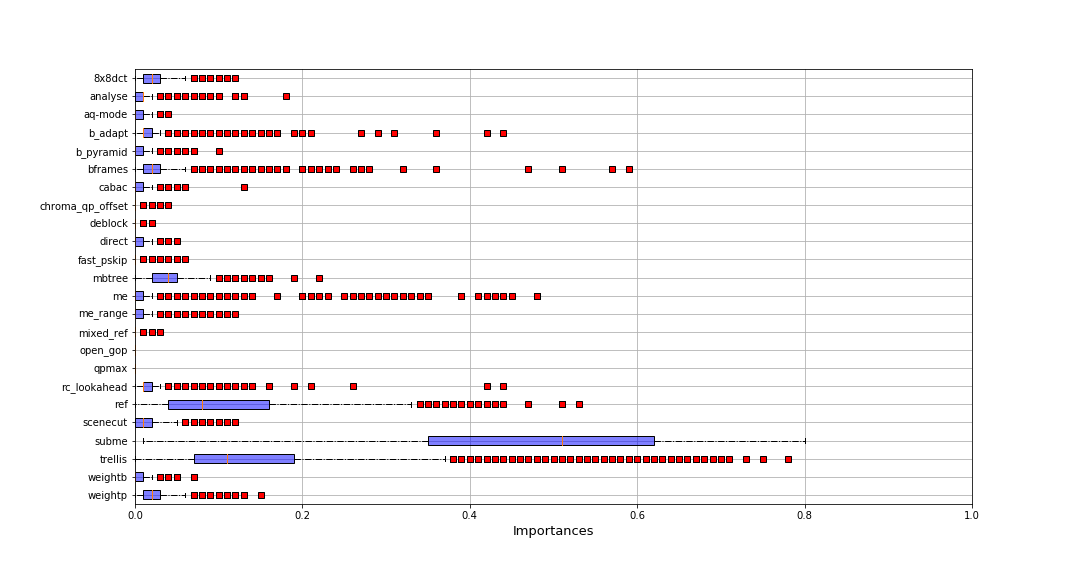 8x8dct
analyse
aq-mode
b_adapt
b_pyramid
bframes
cabac
chroma_qp_offset
deblock
direct
fast_pskip
mbtree
me
me_range
mixed_ref
open_gop
qpmax
rc_lookahead
ref
scenecut
subme
trellis
weightb
weightp
0.0 0.2 0.4 0.6 0.8 1.0
Importances